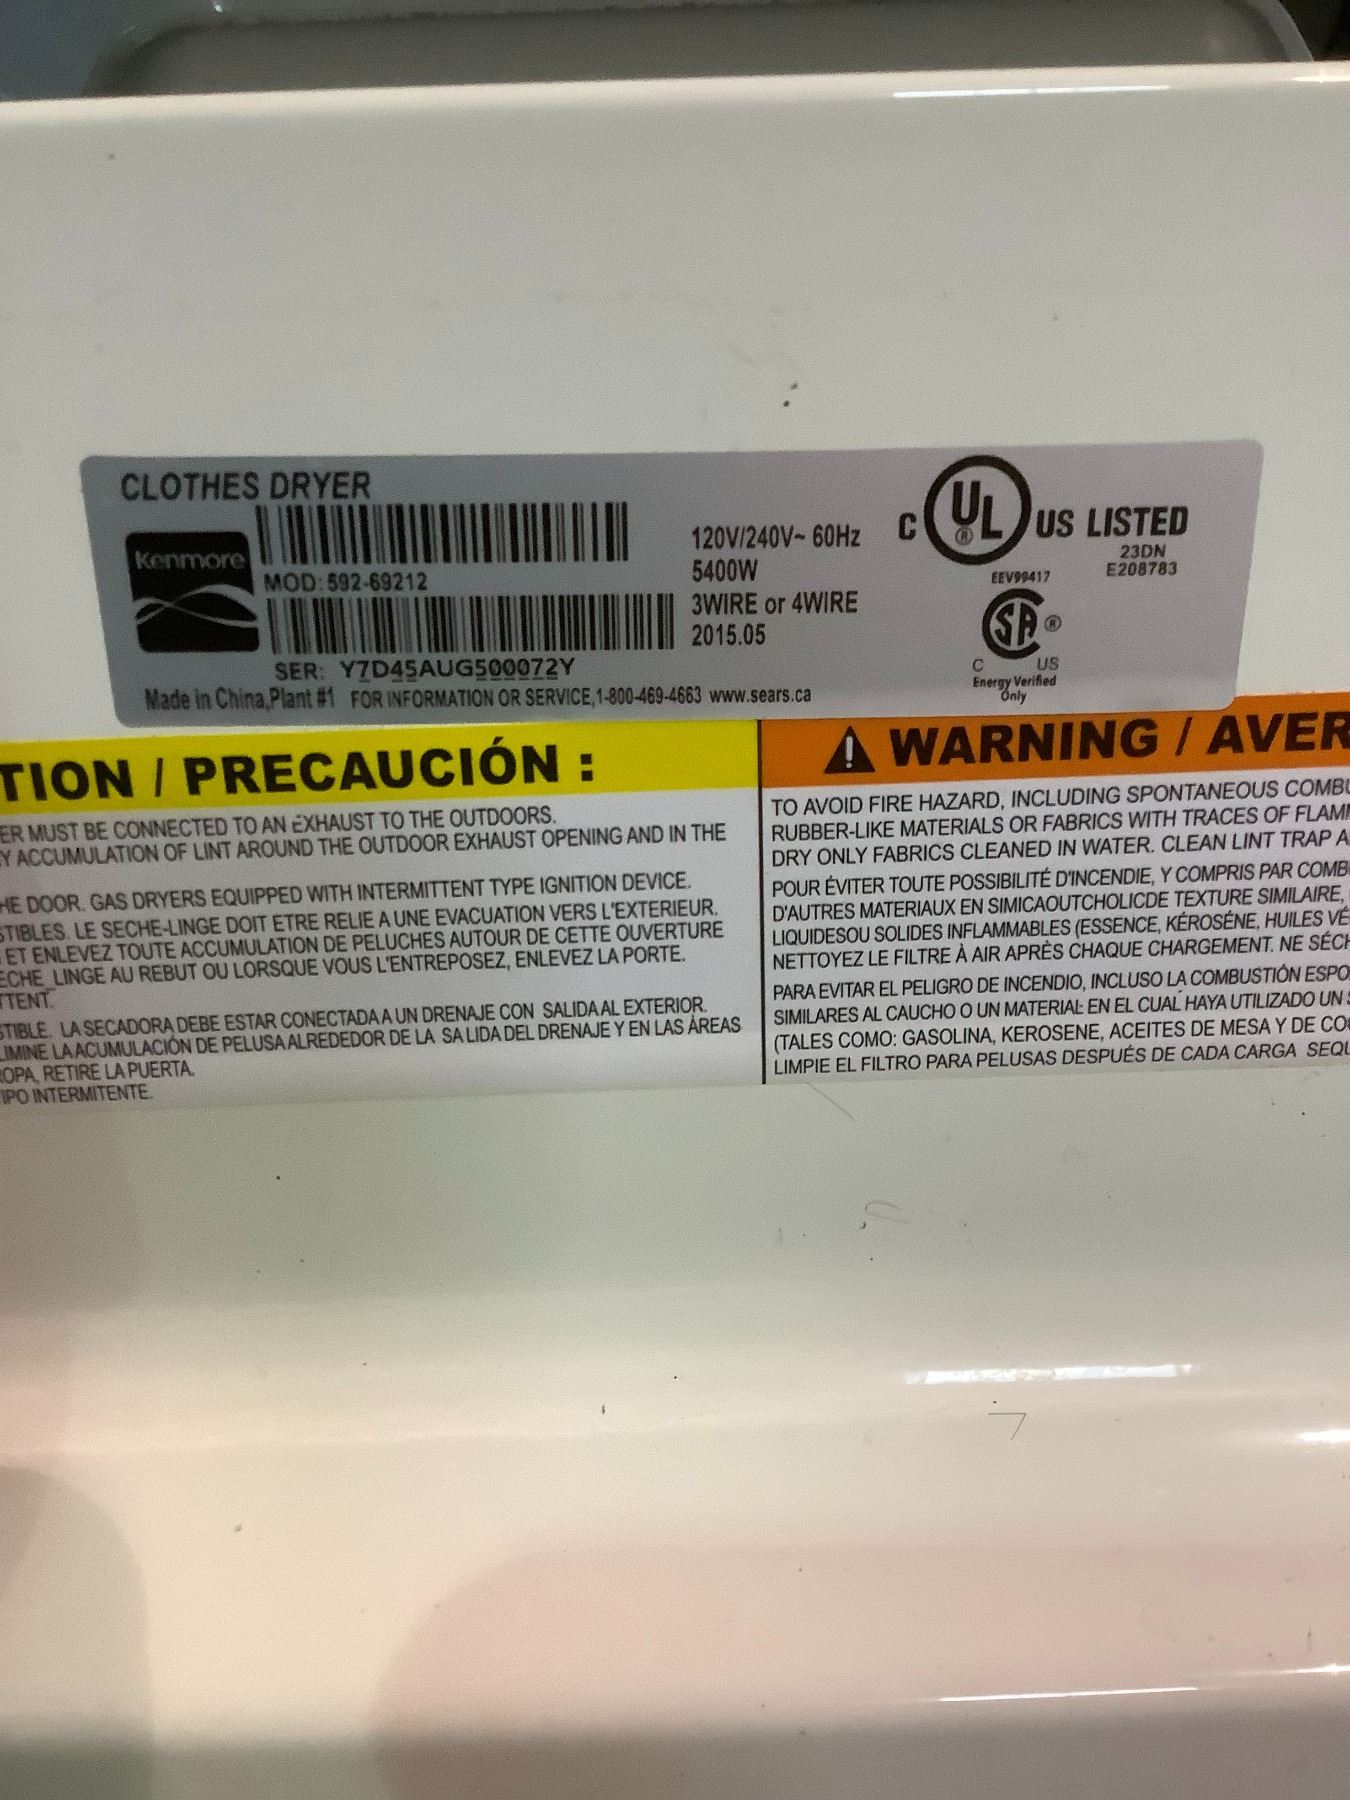 CLOTHES DRYER
Kenmore
MOD: 592-69212
SER: Y7D45AUG500072Y
Made in China,Plant #1 FOR INFORMATION OR SERVICE,1-800-469-4663 www.sears.ca
120V/240V~ 60Hz
5400W
3WIRE or 4WIRE
2015.05
C UL ® US LISTED
23DN
E208783
EEV99417
SA ®
C US
Energy Verified
Only
TION / PRECAUCIÓN :
ER MUST BE CONNECTED TO AN EXHAUST TO THE OUTDOORS.
Y ACCUMULATION OF LINT AROUND THE OUTDOOR EXHAUST OPENING AND IN THE
HE DOOR. GAS DRYERS EQUIPPED WITH INTERMITTENT TYPE IGNITION DEVICE.
STIBLES. LE SECHE-LINGE DOIT ETRE RELIE A UNE EVACUATION VERS L'EXTERIEUR.
ET ENLEVEZ TOUTE ACCUMULATION DE PELUCHES AUTOUR DE CETTE OUVERTURE
ECHE_LINGE AU REBUT OU LORSQUE VOUS L'ENTREPOSEZ, ENLEVEZ LA PORTE.
TTENT.
STIBLE. LA SECADORA DEBE ESTAR CONECTADA A UN DRENAJE CON SALIDA AL EXTERIOR.
LIMINE LA ACUMULACIÓN DE PELUSA ALREDEDOR DE LA SA LIDA DEL DRENAJE Y EN LAS ÁREAS
ROPA, RETIRE LA PUERTA.
IPO INTERMITENTE.
WARNING / AVER
TO AVOID FIRE HAZARD, INCLUDING SPONTANEOUS COMBU
RUBBER-LIKE MATERIALS OR FABRICS WITH TRACES OF FLAM
DRY ONLY FABRICS CLEANED IN WATER. CLEAN LINT TRAP A
POUR ÉVITER TOUTE POSSIBILITÉ D'INCENDIE, Y COMPRIS PAR COMB
D'AUTRES MATERIAUX EN SIMICAOUTCHOLICDE TEXTURE SIMILAIRE,
LIQUIDESOU SOLIDES INFLAMMABLES (ESSENCE, KÉROSÉNE, HUILES VÉ
NETTOYEZ LE FILTRE À AIR APRÈS CHAQUE CHARGEMENT. NE SÉCH
PARA EVITAR EL PELIGRO DE INCENDIO, INCLUSO LA COMBUSTIÓN ESPO
SIMILARES AL CAUCHO O UN MATERIAL EN EL CUAL HAYA UTILIZADO UN
(TALES COMO: GASOLINA, KEROSENE, ACEITES DE MESA Y DE CO
LIMPIE EL FILTRO PARA PELUSAS DESPUÉS DE CADA CARGA SEQU